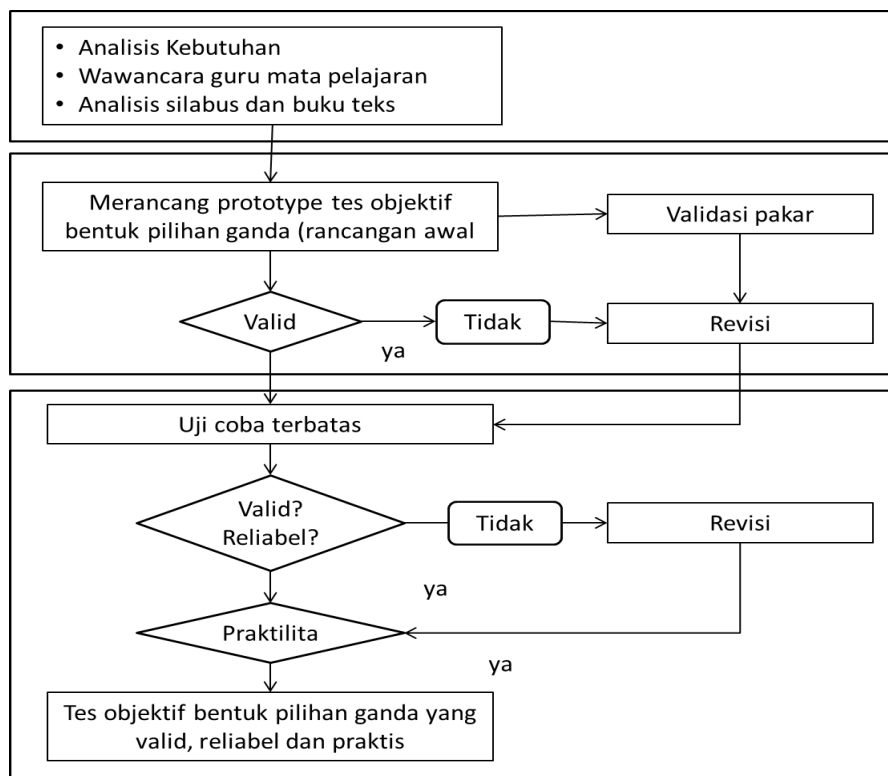 • Analisis Kebutuhan
• Wawancara guru mata pelajaran
• Analisis silabus dan buku teks
Merancang prototype tes objektif
bentuk pilihan ganda (rancangan awal
Validasi pakar
Valid
Tidak
Revisi
ya
Uji coba terbatas
Valid?
Reliabel?
Tidak
Revisi
ya
Praktilita
ya
Tes objektif bentuk pilihan ganda yang
valid, reliabel dan praktis